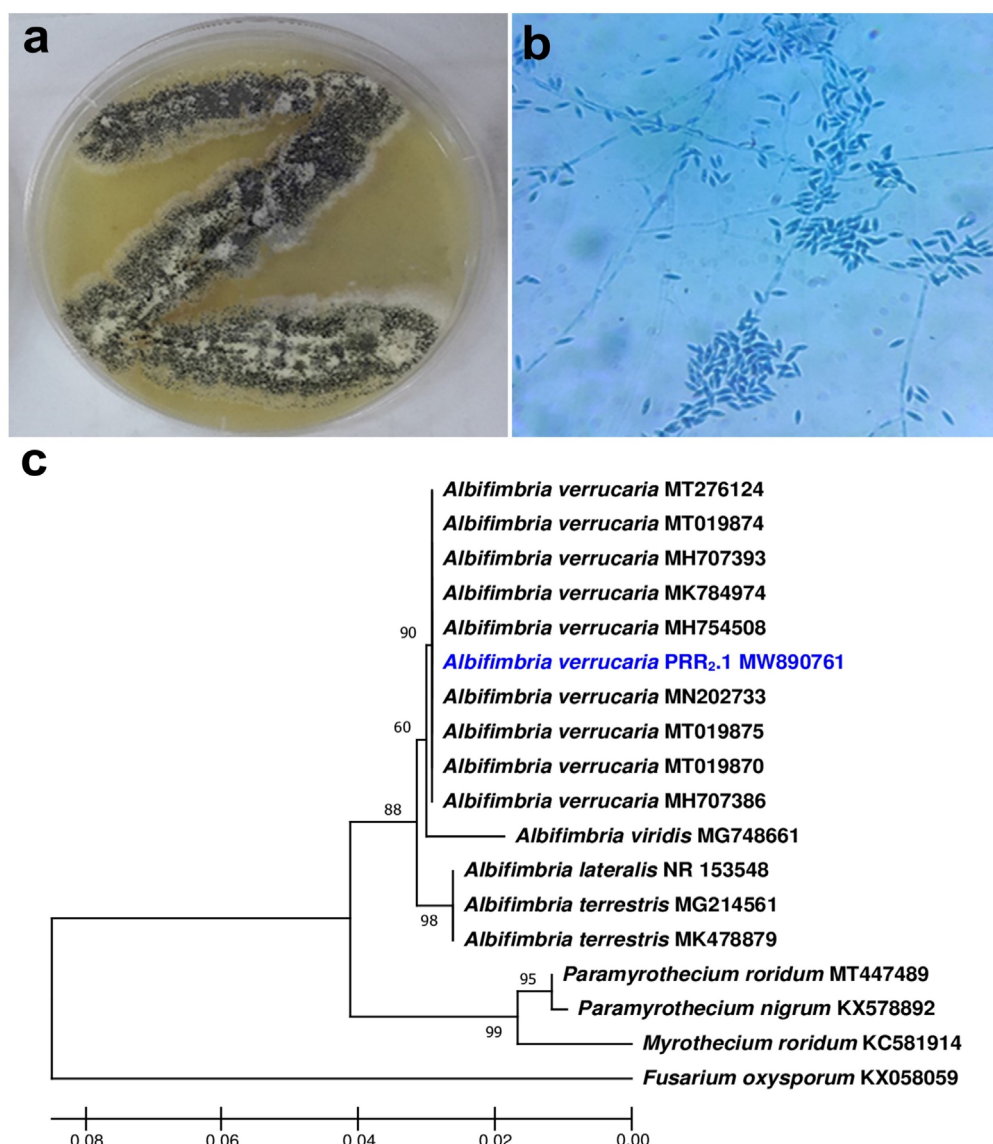 a
b
c
Albifimbria verrucaria MT276124
Albifimbria verrucaria MT019874
Albifimbria verrucaria MH707393
Albifimbria verrucaria MK784974
Albifimbria verrucaria MH754508
90
Albifimbria verrucaria PRR₂.1 MW890761
Albifimbria verrucaria MN202733
60
Albifimbria verrucaria MT019875
Albifimbria verrucaria MT019870
Albifimbria verrucaria MH707386
88
Albifimbria viridis MG748661
Albifimbria lateralis NR 153548
Albifimbria terrestris MG214561
98
Albifimbria terrestris MK478879
95
Paramyrothecium roridum MT447489
Paramyrothecium nigrum KX578892
99
Myrothecium roridum KC581914
Fusarium oxysporum KX058059
0.08 0.06 0.04 0.02 0.00